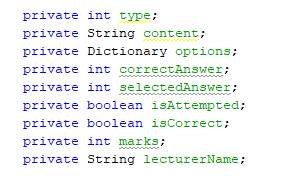 private int type;
private String content;
private Dictionary options;
private int correctAnswer;
private int selectedAnswer;
private boolean isAttempted;
private boolean isCorrect;
private int marks;
private String lecturerName;